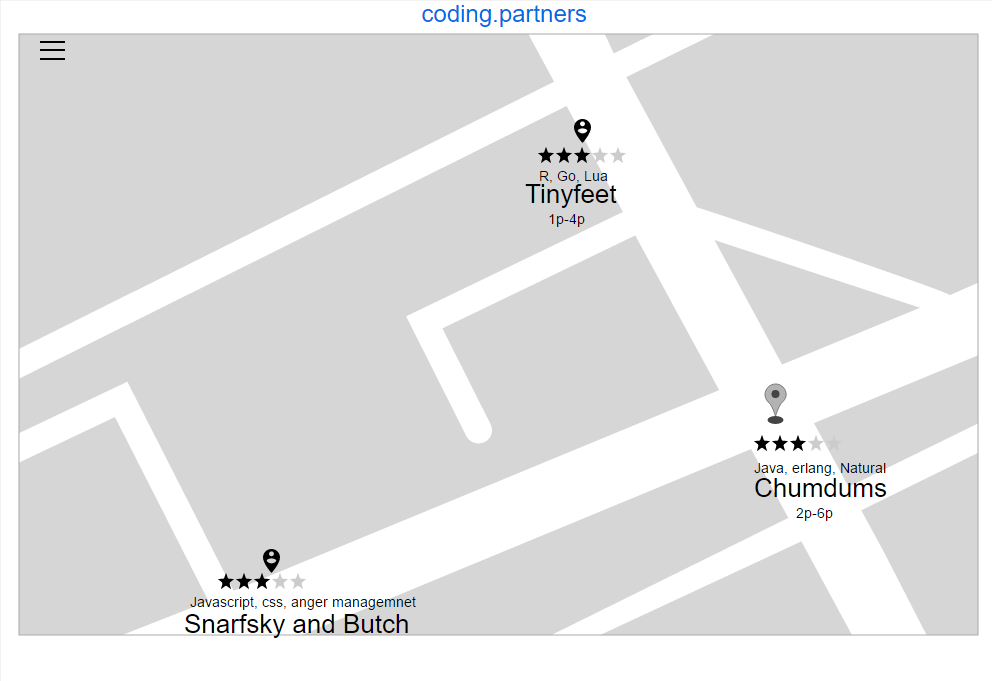 coding.partners
R, Go, Lua
Tinyfeet
1p-4p
Java, erlang, Natural
Chumdums
2p-6p
Javascript, css, anger managemnet
Snarfsky and Butch